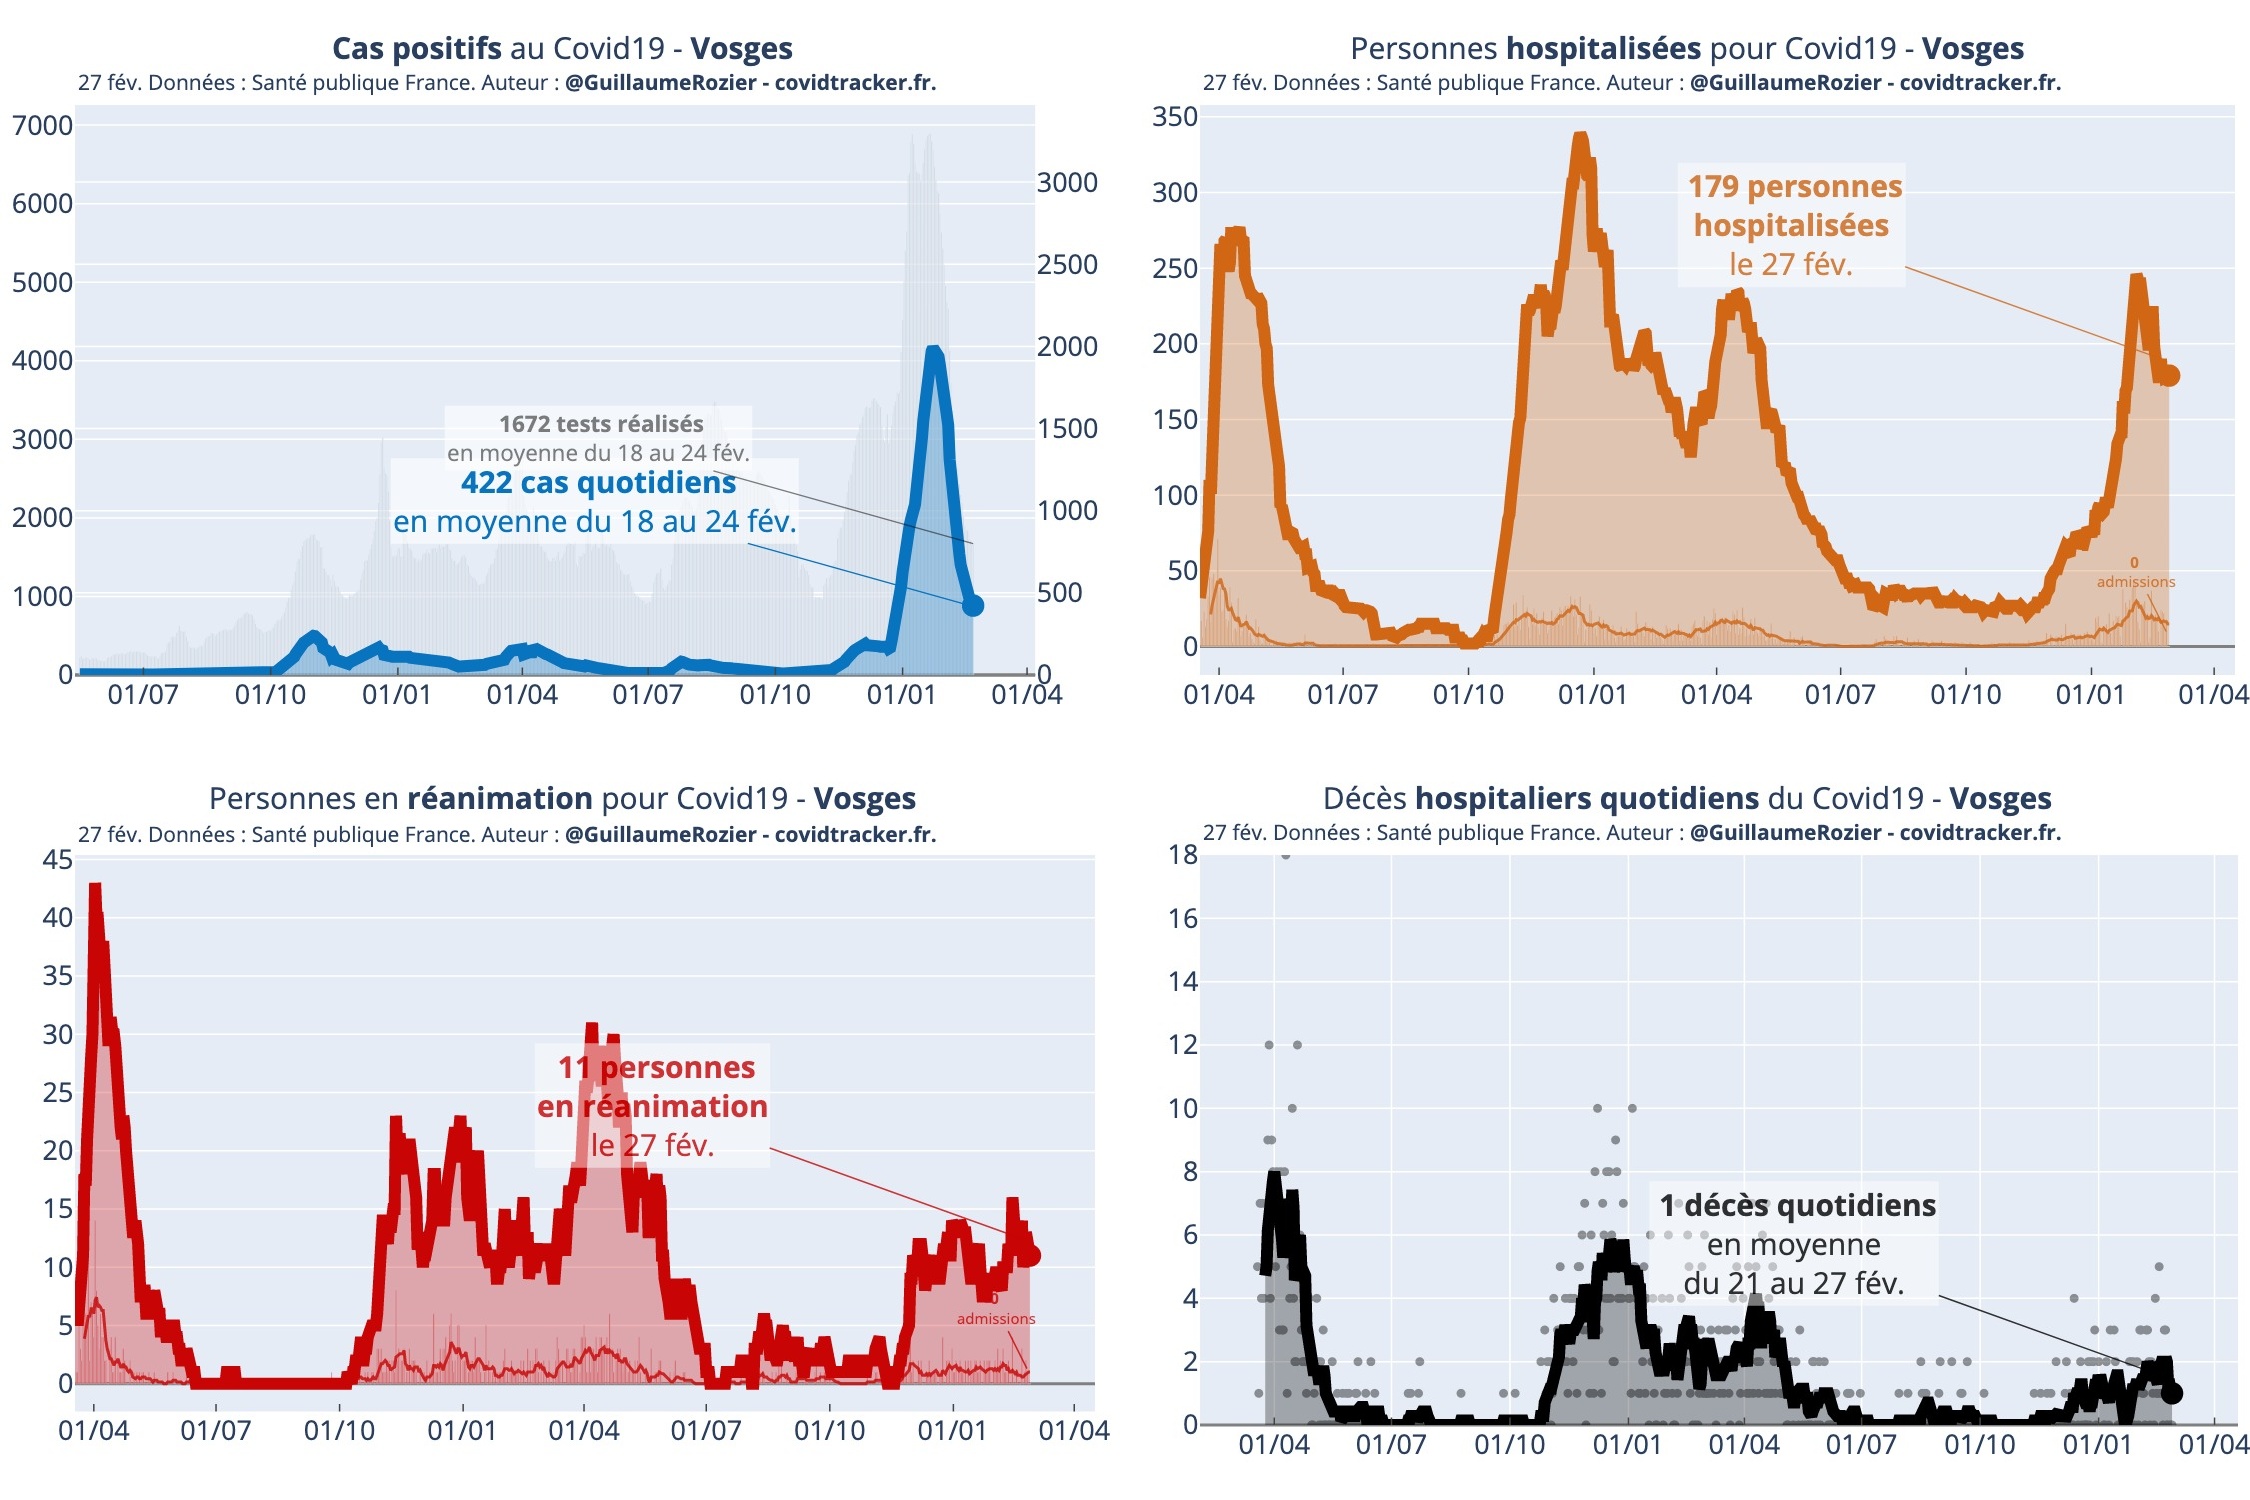 Cas positifs au Covid19 - Vosges
27 fév. Données : Santé publique France. Auteur : @GuillaumeRozier - covidtracker.fr.
7000
6000
5000
4000
3000
2000
1000
0
3000
2500
2000
1500
1000
500
0
1672 tests réalisés
en moyenne du 18 au 24 fév.
422 cas quotidiens
en moyenne du 18 au 24 fév.
01/07 01/10 01/01 01/04 01/07 01/10 01/01 01/04
Personnes hospitalisées pour Covid19 - Vosges
27 fév. Données : Santé publique France. Auteur : @GuillaumeRozier - covidtracker.fr.
350
300
250
200
150
100
50
0
179 personnes
hospitalisées
le 27 fév.
0
admissions
01/04 01/07 01/10 01/01 01/04 01/07 01/10 01/01 01/04
Personnes en réanimation pour Covid19 - Vosges
27 fév. Données : Santé publique France. Auteur : @GuillaumeRozier - covidtracker.fr.
45
40
35
30
25
20
15
10
5
0
11 personnes
en réanimation
le 27 fév.
0
admissions
01/04 01/07 01/10 01/01 01/04 01/07 01/10 01/01 01/04
Décès hospitaliers quotidiens du Covid19 - Vosges
27 fév. Données : Santé publique France. Auteur : @GuillaumeRozier - covidtracker.fr.
18
16
14
12
10
8
6
4
2
0
1 décès quotidiens
en moyenne
du 21 au 27 fév.
01/04 01/07 01/10 01/01 01/04 01/07 01/10 01/01 01/04